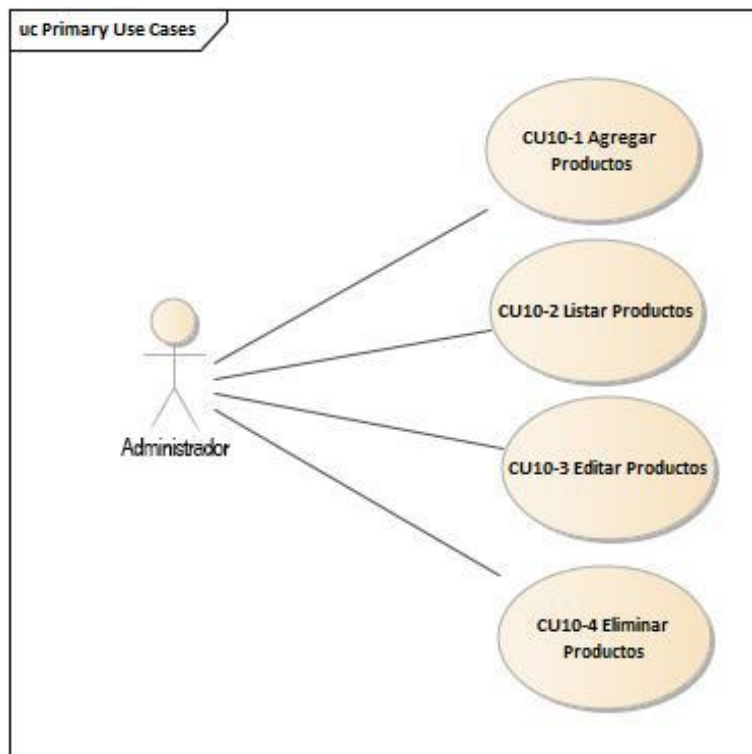 uc Primary Use Cases
CU10-1 Agregar
Productos
CU10-2 Listar Productos
Administrador
CU10-3 Editar Productos
CU10-4 Eliminar
Productos